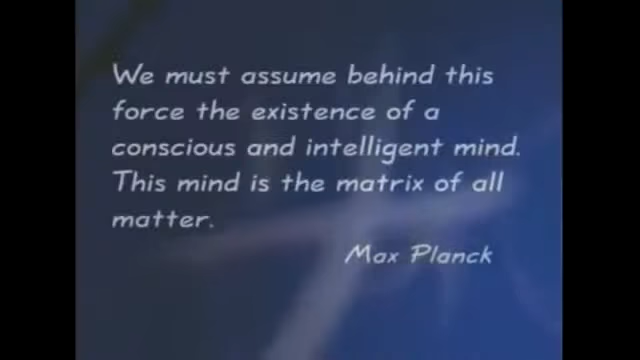 We must assume behind this
force the existence of a
conscious and intelligent mind.
This mind is the matrix of all
matter.
Max Planck